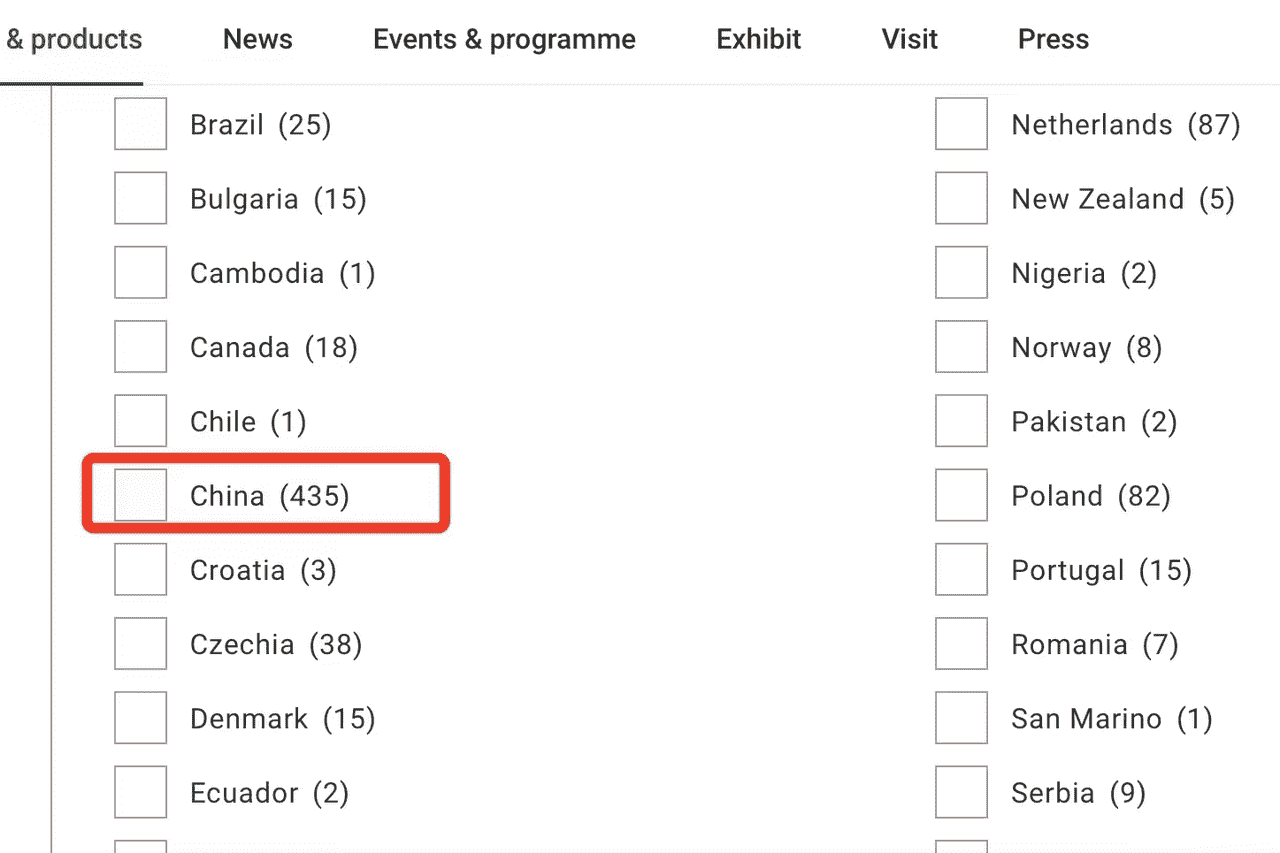 & products News Events & programme Exhibit Visit Press
Brazil (25)
Bulgaria (15)
Cambodia (1)
Canada (18)
Chile (1)
China (435)
Croatia (3)
Czechia (38)
Denmark (15)
Ecuador (2)
Netherlands (87)
New Zealand (5)
Nigeria (2)
Norway (8)
Pakistan (2)
Poland (82)
Portugal (15)
Romania (7)
San Marino (1)
Serbia (9)